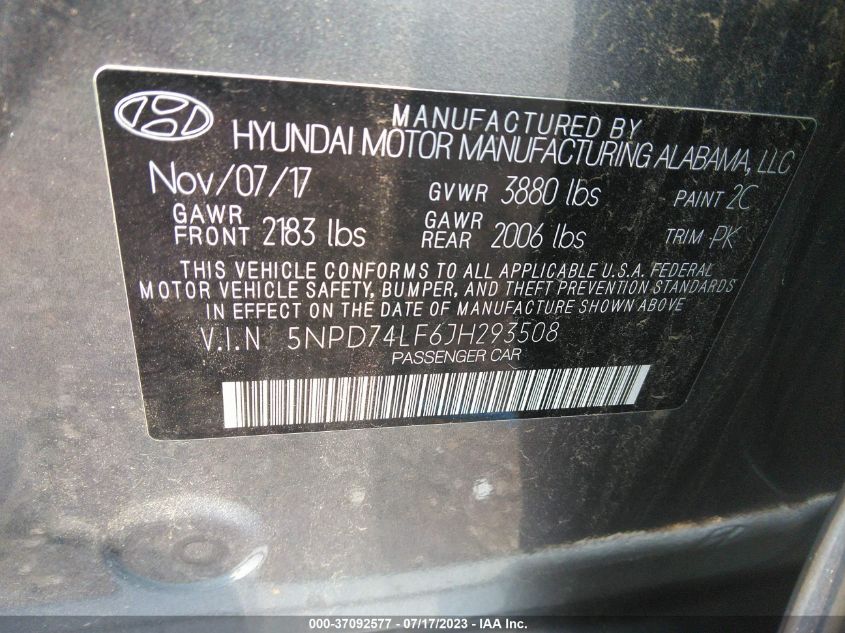 MANUFACTURED BY
HYUNDAI MOTOR MANUFACTURING ALABAMA, LLC
Nov/07/17 GVWR 3880 lbs PAINT 2C
GAWR FRONT 2183 lbs GAWR REAR 2006 lbs TRIM PK
THIS VEHICLE CONFORMS TO ALL APPLICABLE U.S.A. FEDERAL
MOTOR VEHICLE SAFETY, BUMPER, AND THEFT PREVENTION STANDARDS
IN EFFECT ON THE DATE OF MANUFACTURE SHOWN ABOVE
V.I.N 5NPD74LF6JH293508
PASSENGER CAR
000-37092577 - 07/17/2023 - IAA Inc.